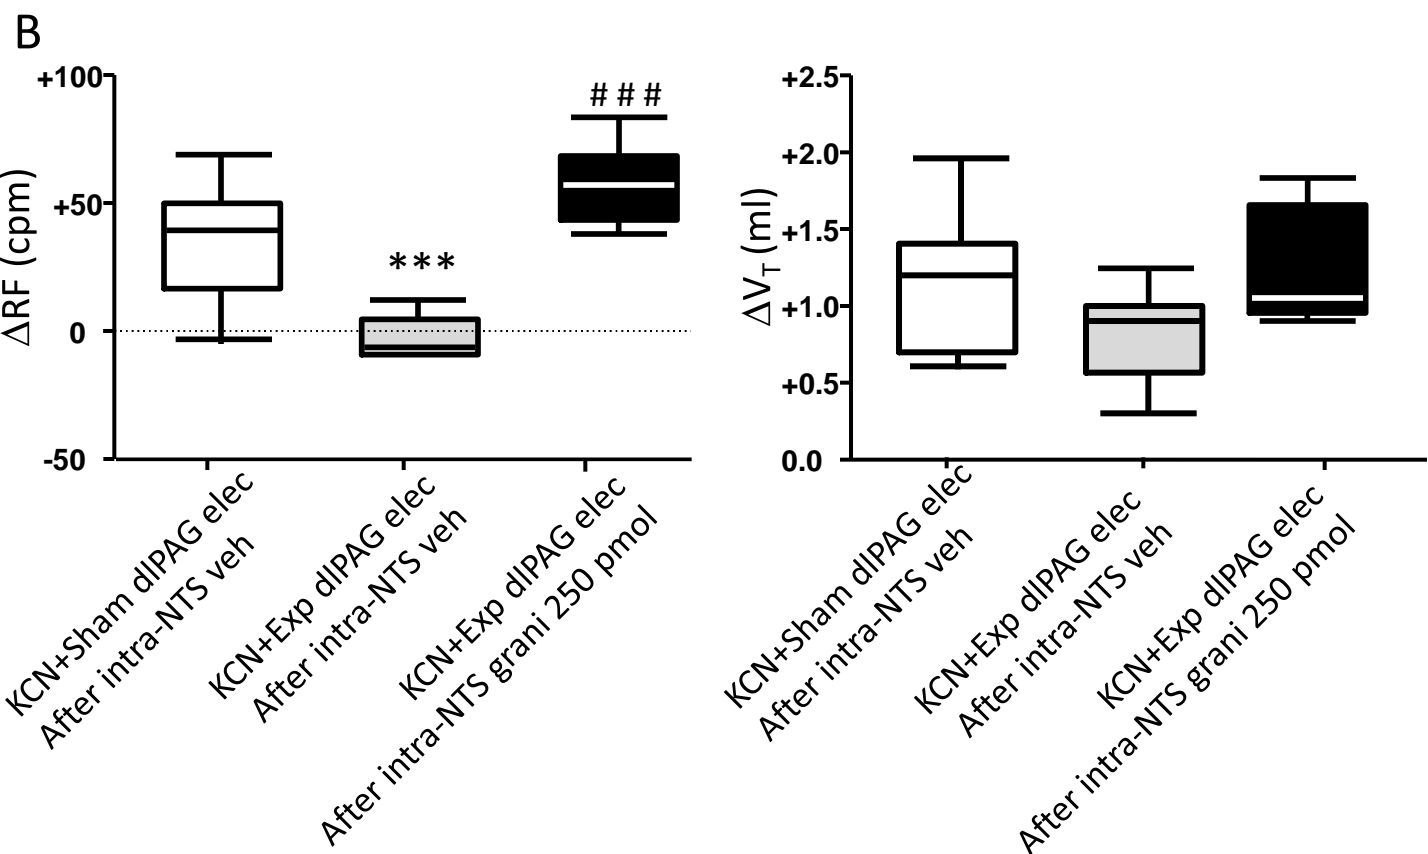 B
+100
+50
0
-50
ΔRF (cpm)
***
###
KCN+Sham dlPAG elec
After intra-NTS veh
KCN+Exp dlPAG elec
After intra-NTS veh
KCN+Exp dlPAG elec
After intra-NTS grani 250 pmol
+2.5
+2.0
+1.5
+1.0
+0.5
0.0
ΔVT (ml)
KCN+Sham dlPAG elec
After intra-NTS veh
KCN+Exp dlPAG elec
After intra-NTS veh
KCN+Exp dlPAG elec
After intra-NTS grani 250 pmol